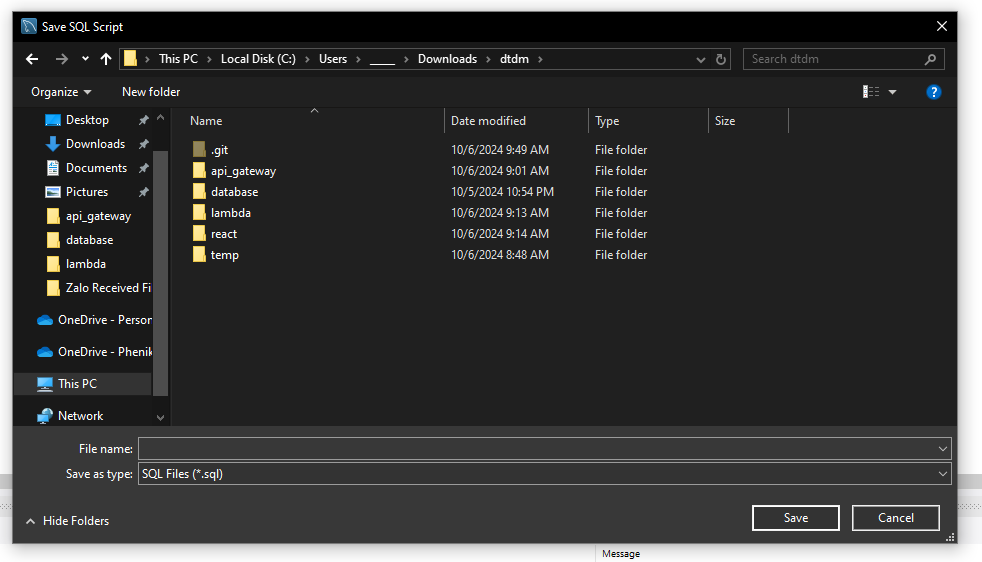 Save SQL Script
This PC Local Disk (C:) Users ____ Downloads dtdm
Search dtdm
Organize New folder
Name Date modified Type Size
Desktop
Downloads
Documents
Pictures
api_gateway
database
lambda
Zalo Received Fi
OneDrive - Person
OneDrive - Phenik
This PC
Network
.git 10/6/2024 9:49 AM File folder
api_gateway 10/6/2024 9:01 AM File folder
database 10/5/2024 10:54 PM File folder
lambda 10/6/2024 9:13 AM File folder
react 10/6/2024 9:14 AM File folder
temp 10/6/2024 8:48 AM File folder
File name:
Save as type: SQL Files (*.sql)
Hide Folders
Save Cancel
Message